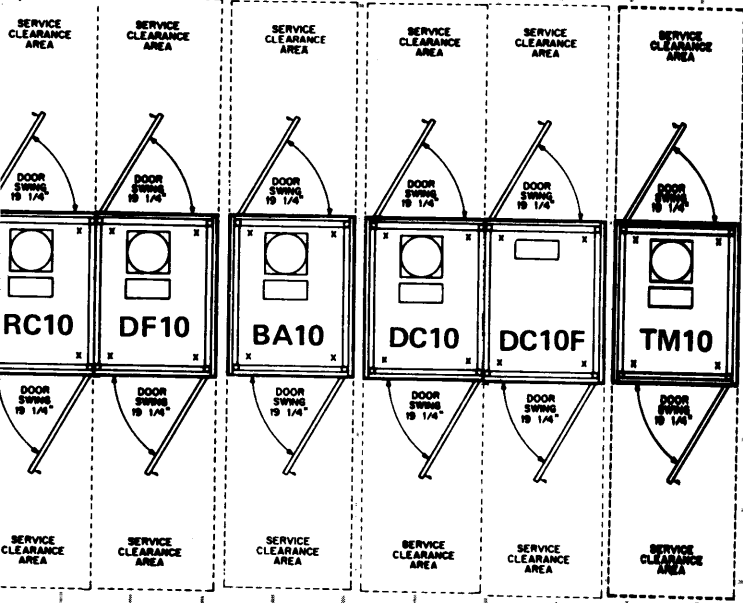 SERVICE
CLEARANCE
AREA
SERVICE
CLEARANCE
AREA
SERVICE
CLEARANCE
AREA
SERVICE
CLEARANCE
AREA
SERVICE
CLEARANCE
AREA
SERVICE
CLEARANCE
AREA
DOOR
SWING
19 1/4"
DOOR
SWING
19 1/4"
DOOR
SWING
19 1/4"
DOOR
SWING
19 1/4"
DOOR
SWING
19 1/4"
DOOR
SWING
19 1/4"
x x x x x x x x x x x
RC10 DF10 BA10 DC10 DC10F TM10
x x x x x x x x x x x
DOOR
SWING
19 1/4"
DOOR
SWING
19 1/4"
DOOR
SWING
19 1/4"
DOOR
SWING
19 1/4"
DOOR
SWING
19 1/4"
DOOR
SWING
19 1/4"
SERVICE
CLEARANCE
AREA
SERVICE
CLEARANCE
AREA
SERVICE
CLEARANCE
AREA
SERVICE
CLEARANCE
AREA
SERVICE
CLEARANCE
AREA
SERVICE
CLEARANCE
AREA